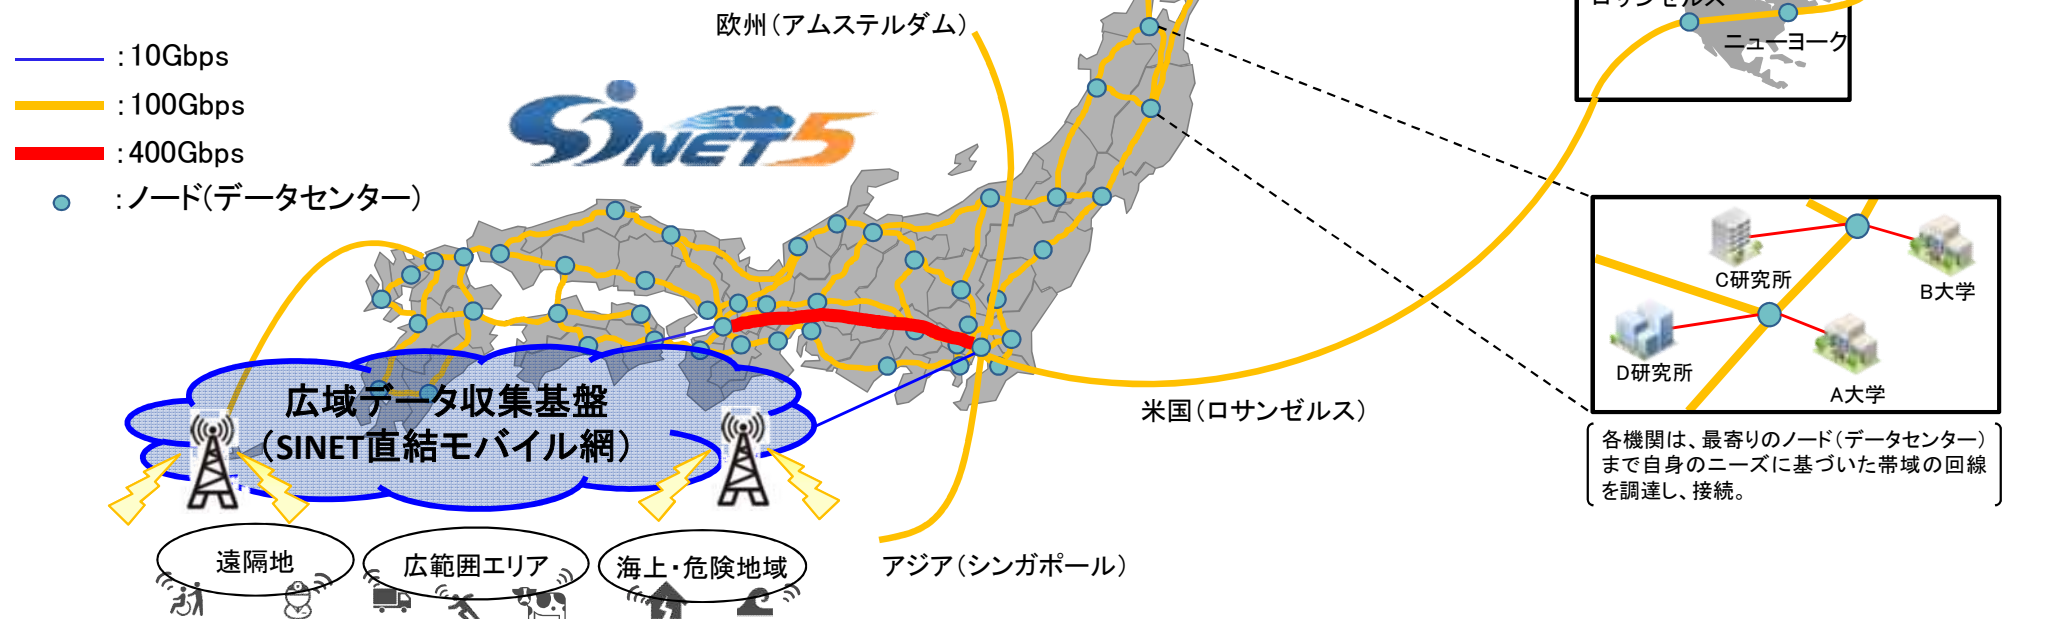 欧州（アムステルダム）
ロサンゼルス
ニューヨーク
：10Gbps
：100Gbps
：400Gbps
：ノード（データセンター）
SINET5
C研究所
B大学
D研究所
A大学
米国（ロサンゼルス）
各機関は、最寄りのノード（データセンター）
まで自身のニーズに基づいた帯域の回線
を調達し、接続。
広域データ収集基盤
（SINET直結モバイル網）
遠隔地
広範囲エリア
海上・危険地域
アジア（シンガポール）